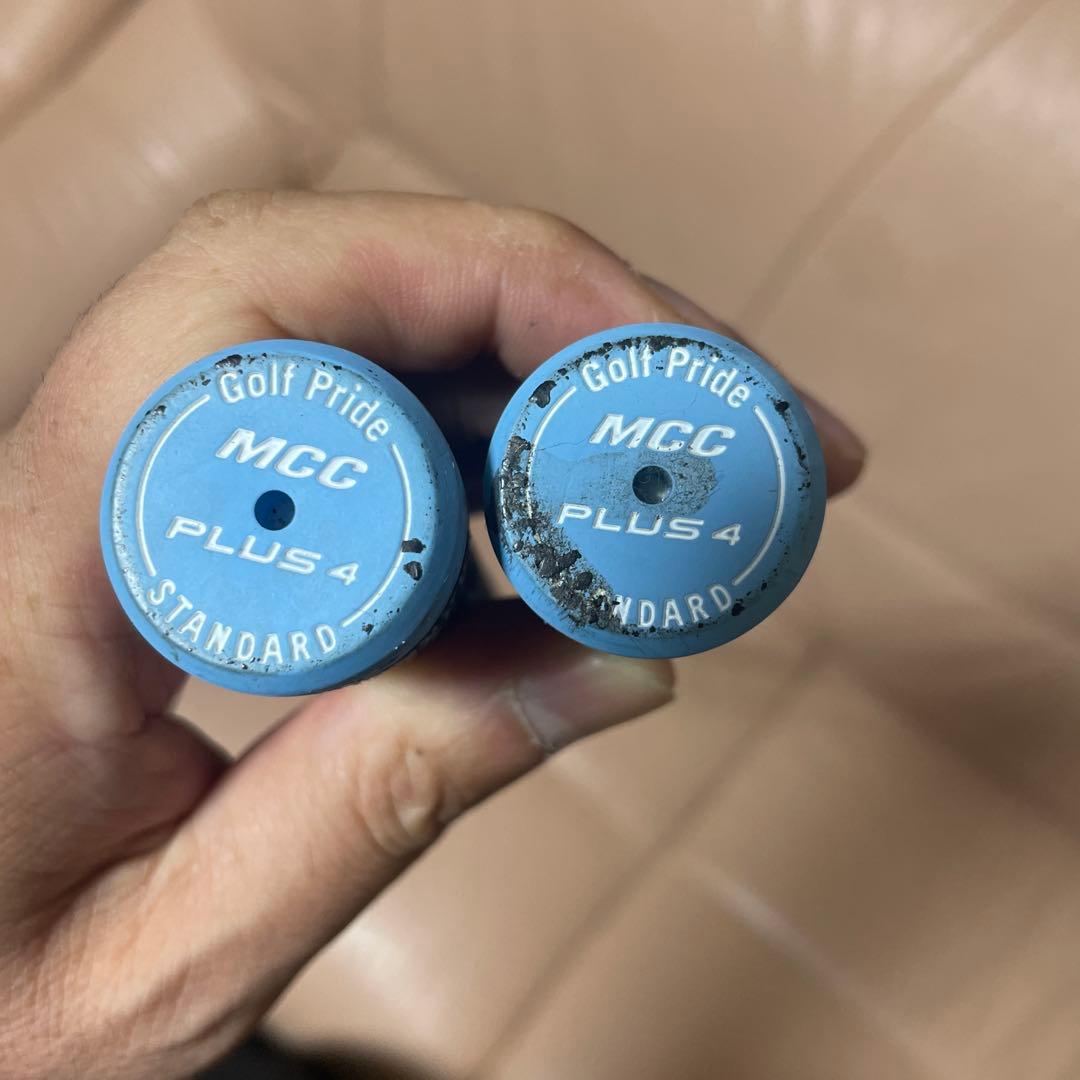 Golf Pride
MCC
PLUS 4
STANDARD
Golf Pride
MCC
PLUS 4
NDARD